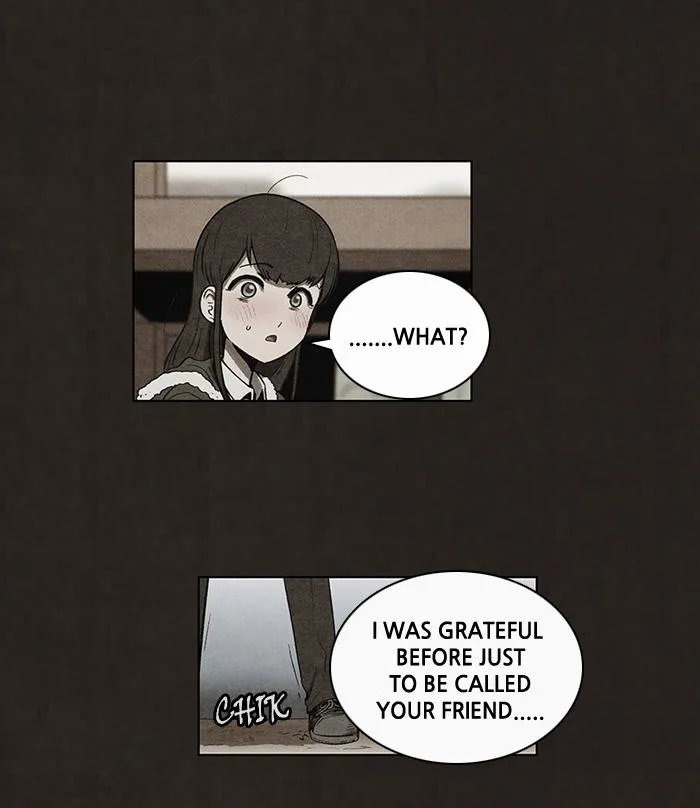 .......WHAT?
I WAS GRATEFUL
BEFORE JUST
TO BE CALLED
YOUR FRIEND.....
CHIK